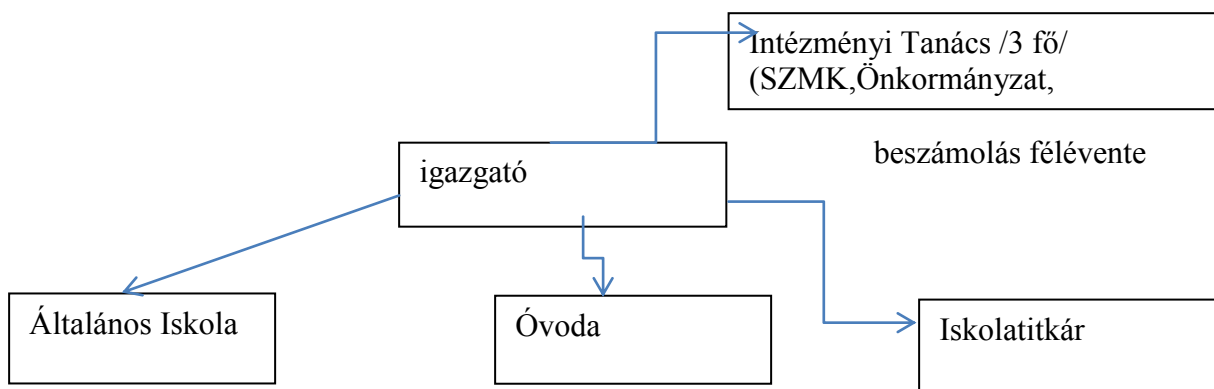 Intézményi Tanács /3 fő/
(SZMK,Önkormányzat,
beszámolás félévente
igazgató
Általános Iskola
Óvoda
Iskolatitkár